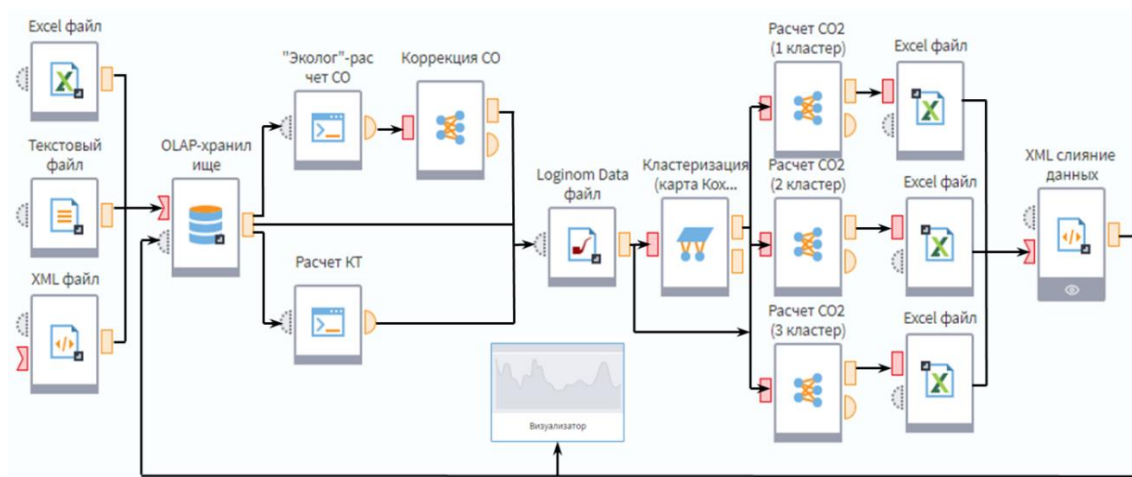 Excel файл
Текстовый
файл
XML файл
OLAP-хранил
ище
"Эколог"-рас
чет СО
Коррекция СО
Расчет КТ
Loginom Data
файл
Кластеризация
(карта Кох...
Расчет СО2
(1 кластер)
Расчет СО2
(2 кластер)
Расчет СО2
(3 кластер)
Excel файл
Excel файл
Excel файл
XML слияние
данных
Визуализатор